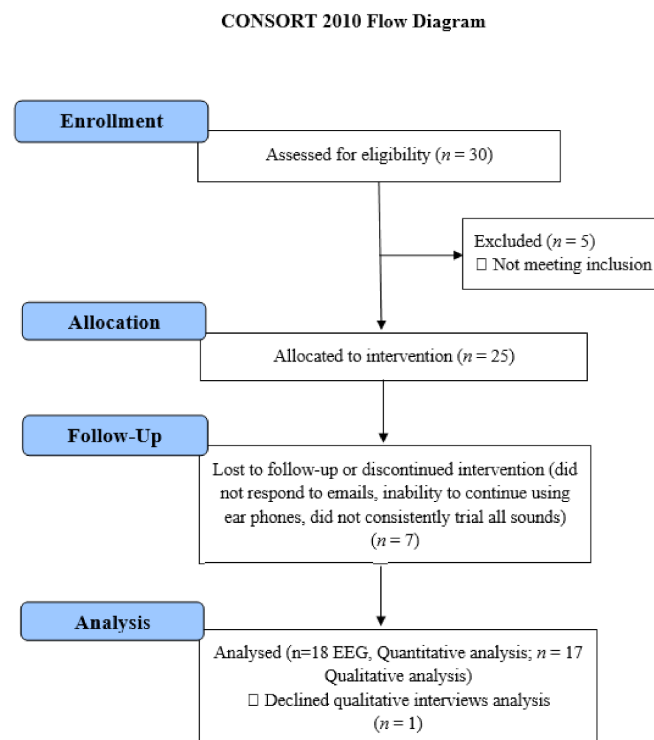 CONSORT 2010 Flow Diagram
Enrollment
Assessed for eligibility (n = 30)
Excluded (n = 5)
□ Not meeting inclusion
Allocation
Allocated to intervention (n = 25)
Follow-Up
Lost to follow-up or discontinued intervention (did
not respond to emails, inability to continue using
ear phones, did not consistently trial all sounds)
(n = 7)
Analysis
Analysed (n=18 EEG, Quantitative analysis; n = 17
Qualitative analysis)
□ Declined qualitative interviews analysis
(n = 1)